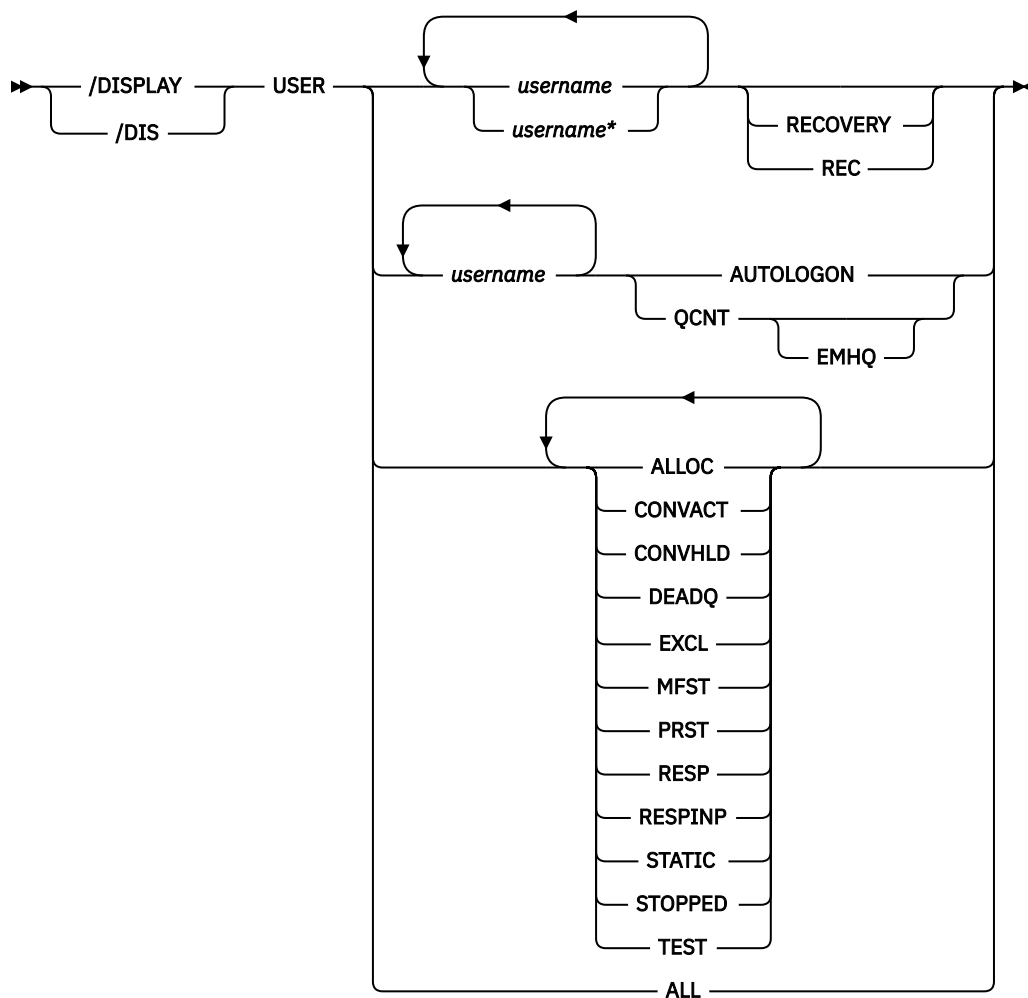 /DISPLAY USER username
/DIS username*
RECOVERY
REC
username AUTOLOGON
QCNT
EMHQ
ALLOC
CONVACT
CONVHLD
DEADQ
EXCL
MFST
PRST
RESP
RESPINP
STATIC
STOPPED
TEST
ALL